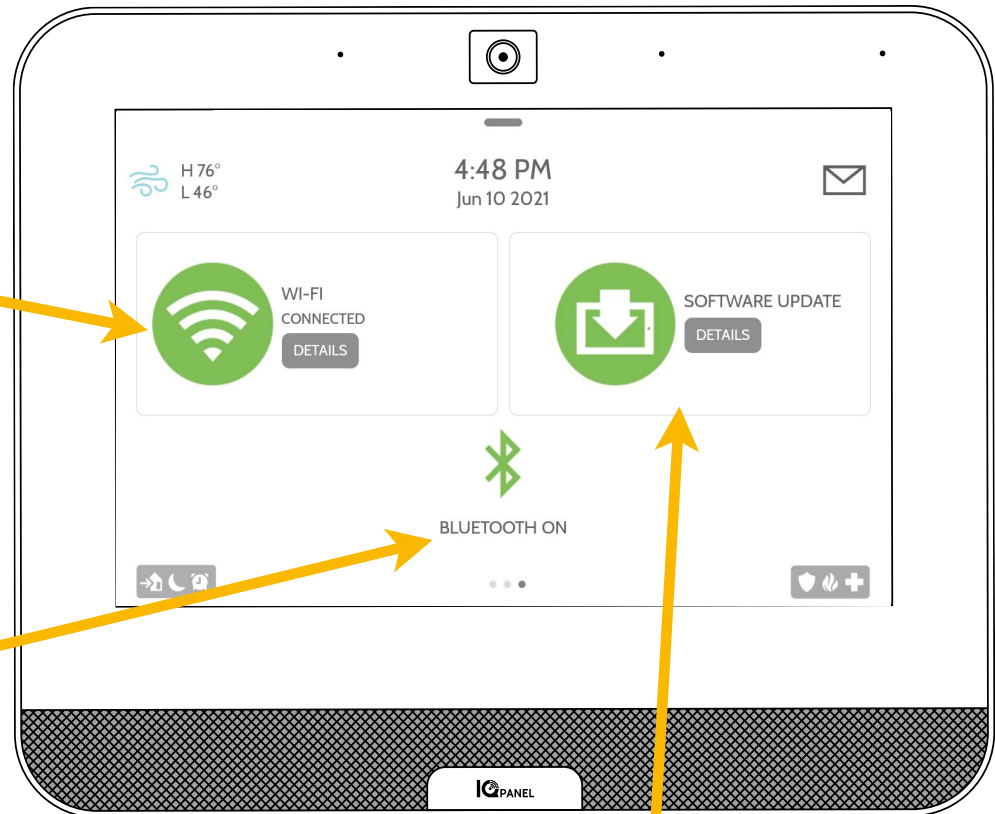 H 76°
L 46°
4:48 PM
Jun 10 2021
WI-FI
CONNECTED
DETAILS
SOFTWARE UPDATE
DETAILS
BLUETOOTH ON
IQ PANEL